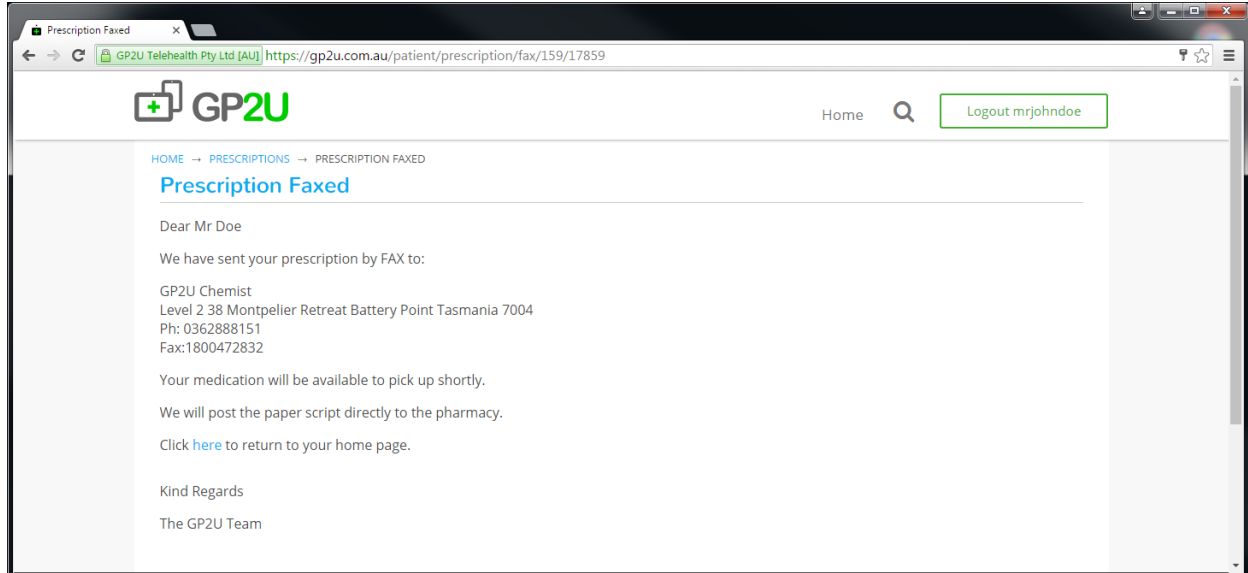 Prescription Faxed
GP2U Telehealth Pty Ltd [AU] https://gp2u.com.au/patient/prescription/fax/159/17859
GP2U
Home
Logout mrjohndoe
HOME → PRESCRIPTIONS → PRESCRIPTION FAXED
Prescription Faxed
Dear Mr Doe
We have sent your prescription by FAX to:
GP2U Chemist
Level 2 38 Montpelier Retreat Battery Point Tasmania 7004
Ph: 0362888151
Fax:1800472832
Your medication will be available to pick up shortly.
We will post the paper script directly to the pharmacy.
Click here to return to your home page.
Kind Regards
The GP2U Team